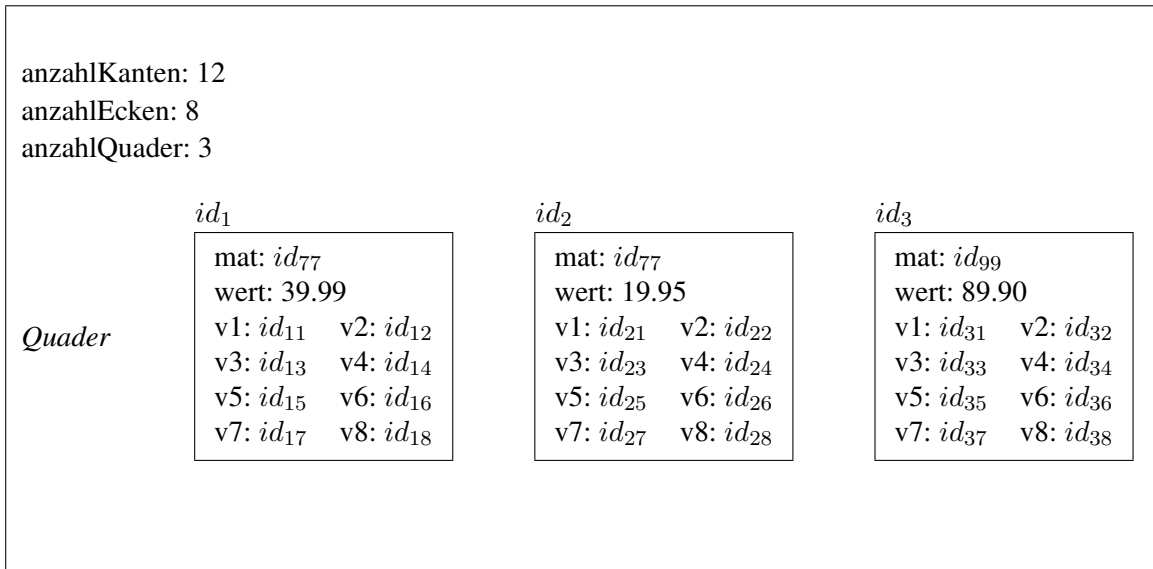 anzahlKanten: 12
anzahlEcken: 8
anzahlQuader: 3
id₁ id₂ id₃
mat: id₇₇ mat: id₇₇ mat: id₉₉
wert: 39.99 wert: 19.95 wert: 89.90
v1: id₁₁ v2: id₁₂ v1: id₂₁ v2: id₂₂ v1: id₃₁ v2: id₃₂
Quader
v3: id₁₃ v4: id₁₄ v3: id₂₃ v4: id₂₄ v3: id₃₃ v4: id₃₄
v5: id₁₅ v6: id₁₆ v5: id₂₅ v6: id₂₆ v5: id₃₅ v6: id₃₆
v7: id₁₇ v8: id₁₈ v7: id₂₇ v8: id₂₈ v7: id₃₇ v8: id₃₈